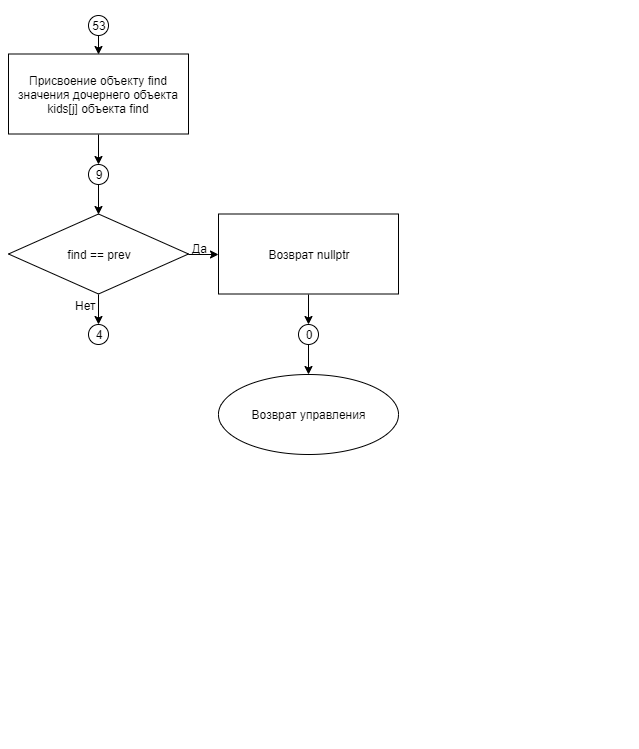 53
Присвоение объекту find
значения дочернего объекта
kids[j] объекта find
9
find == prev
Да
Возврат nullptr
Нет
4
0
Возврат управления